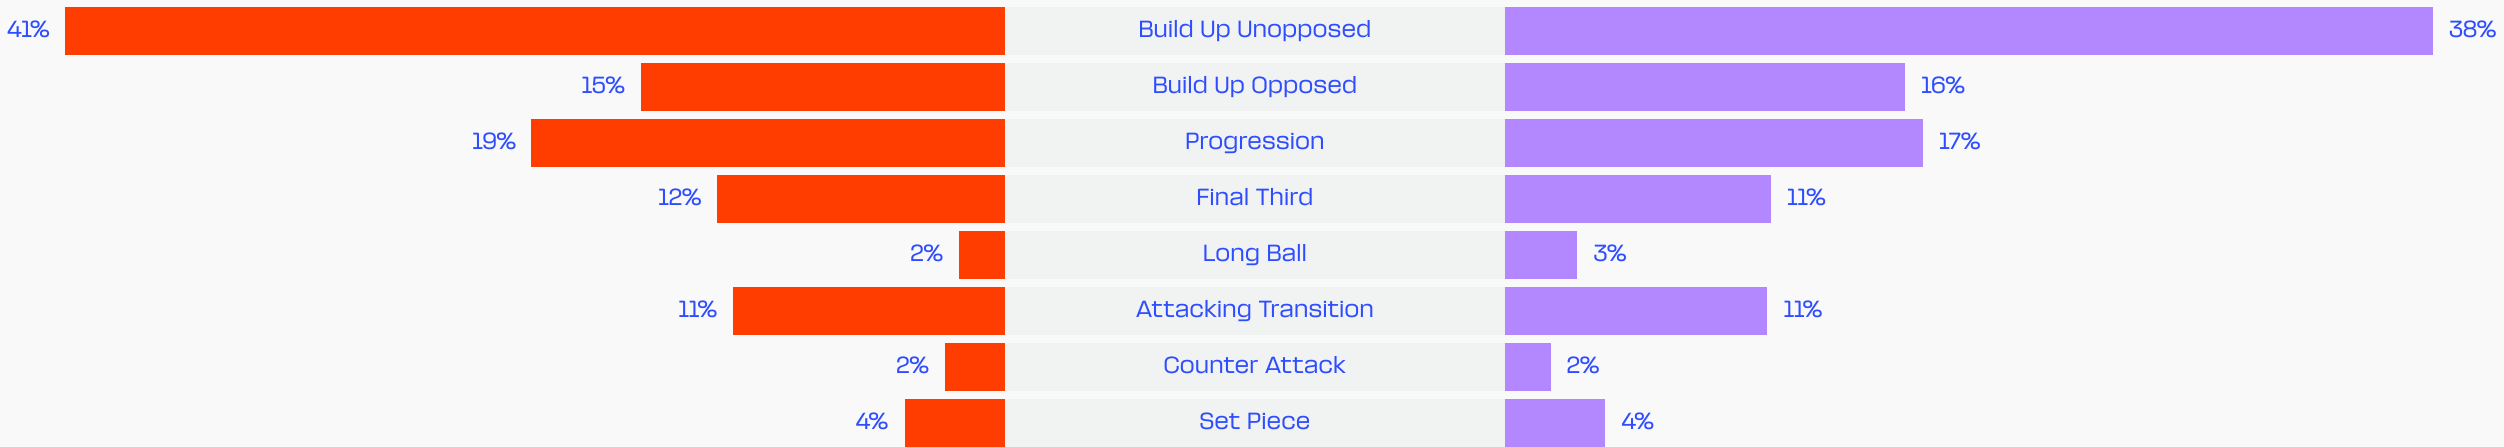 41% Build Up Unopposed 38%
15% Build Up Opposed 16%
19% Progression 17%
12% Final Third 11%
2% Long Ball 3%
11% Attacking Transition 11%
2% Counter Attack 2%
4% Set Piece 4%